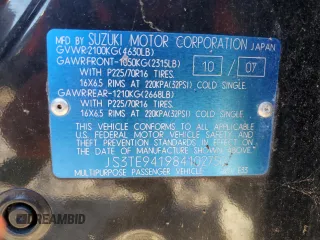 MFD BY SUZUKI MOTOR CORPORATION JAPAN
GVWR-2100KG(4630LB) 10 / 07
GAWRFRONT-1050KG(2315LB)
WITH P225/70R16 TIRES,
16X6.5 RIMS AT 220KPA(32PSI) COLD SINGLE
GAWRREAR-1210KG(2668LB)
WITH P225/70R16 TIRES,
16X6.5 RIMS AT 220KPA(32PSI) COLD SINGLE
THIS VEHICLE CONFORMS TO ALL APPLICABLE
FEDERAL U.S. MOTOR VEHICLE SAFETY AND
THEFT PREVENTION STANDARDS IN EFFECT ON
THE DATE OF MANUFACTURE SHOWN ABOVE
MULTIPURPOSE PASSENGER VEHICLE
DREAMBID